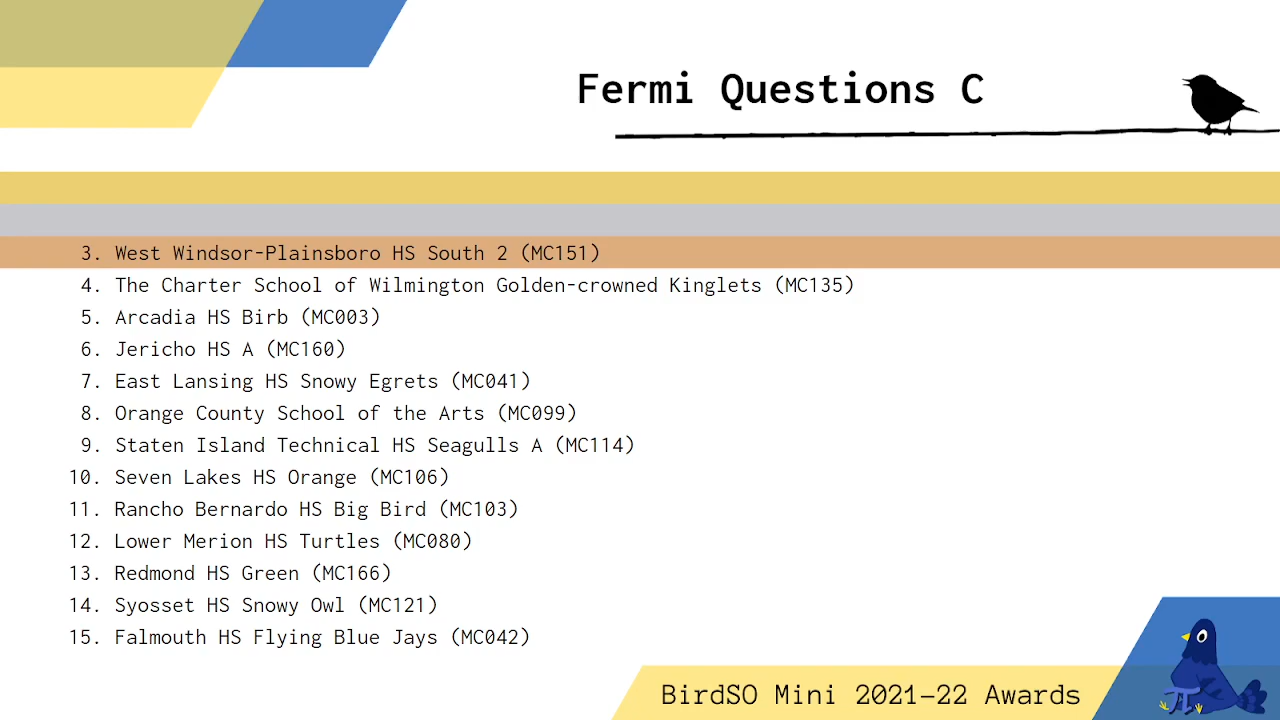 Fermi Questions C
3. West Windsor-Plainsboro HS South 2 (MC151)
4. The Charter School of Wilmington Golden-crowned Kinglets (MC135)
5. Arcadia HS Birb (MC003)
6. Jericho HS A (MC160)
7. East Lansing HS Snowy Egrets (MC041)
8. Orange County School of the Arts (MC099)
9. Staten Island Technical HS Seagulls A (MC114)
10. Seven Lakes HS Orange (MC106)
11. Rancho Bernardo HS Big Bird (MC103)
12. Lower Merion HS Turtles (MC080)
13. Redmond HS Green (MC166)
14. Syosset HS Snowy Owl (MC121)
15. Falmouth HS Flying Blue Jays (MC042)
BirdSO Mini 2021–22 Awards